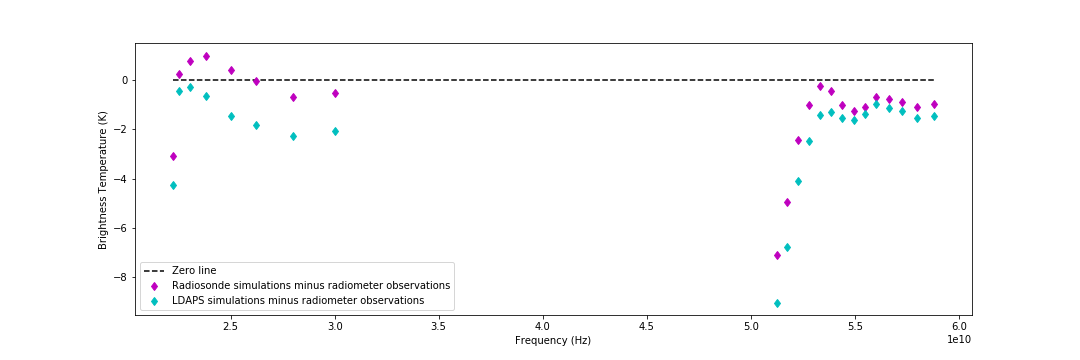 0
−2
−4
−6
−8
Brightness Temperature (K)
Zero line
Radiosonde simulations minus radiometer observations
LDAPS simulations minus radiometer observations
2.5
3.0
3.5
4.0
4.5
5.0
5.5
6.0
1e10
Frequency (Hz)